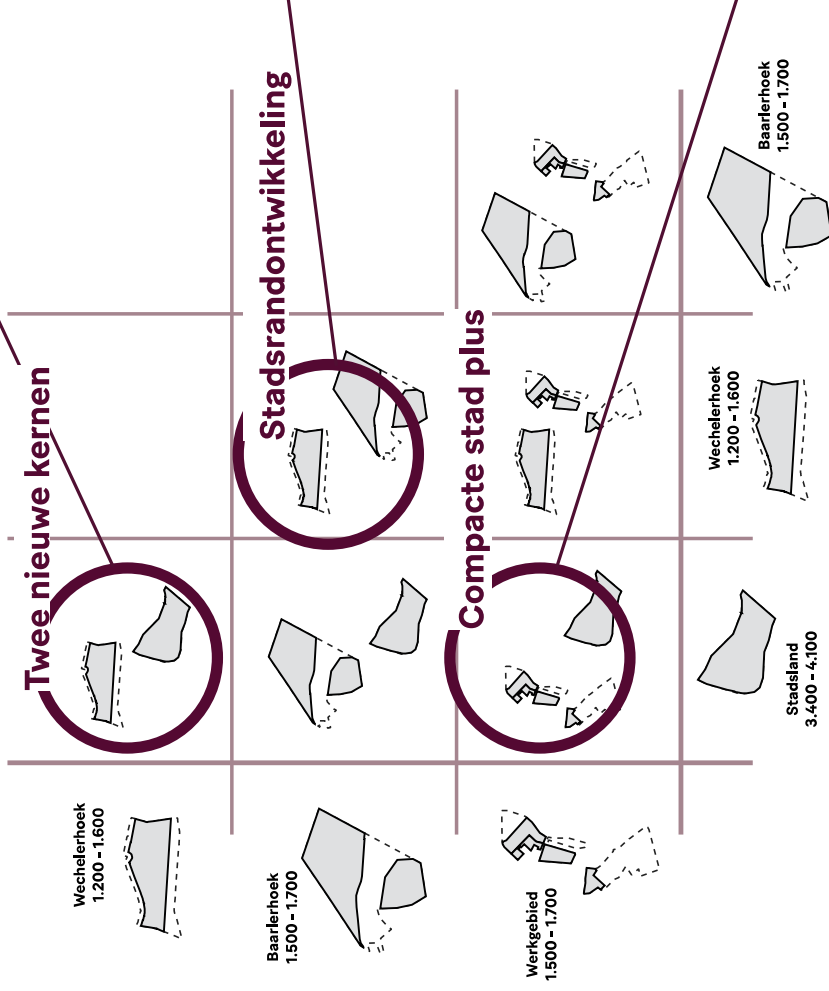 Twee nieuwe kernen
Stadsrandontwikkeling
Compacte stad plus
Wechelerhoek
1.200 - 1.600
Baarlerhoek
1.500 - 1.700
Werkgebied
1.500 - 1.700
Stadsland
3.400 - 4.100
Wechelerhoek
1.200 - 1.600
Baarlerhoek
1.500 - 1.700